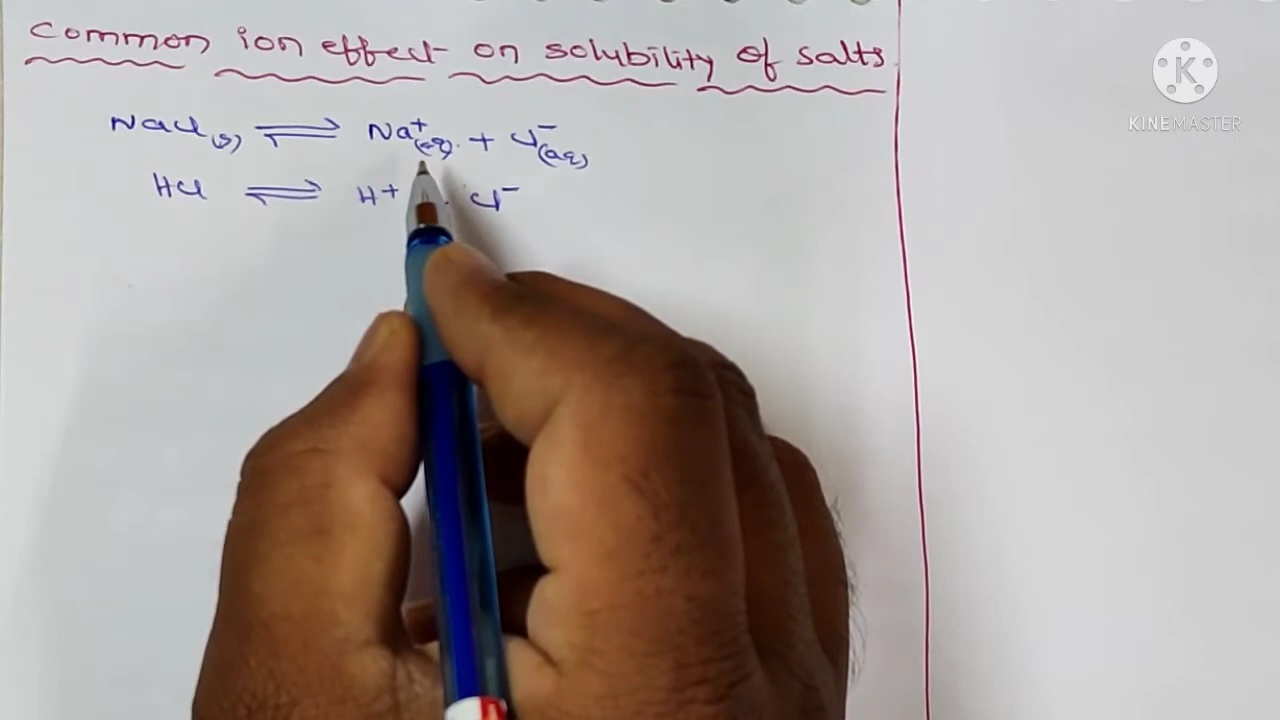 Common ion effect on solubility of salts
NaCl(s) ⇌ Na⁺(aq) + Cl⁻(aq)
HCl ⇌ H⁺ Cl⁻
K
KINEMASTER